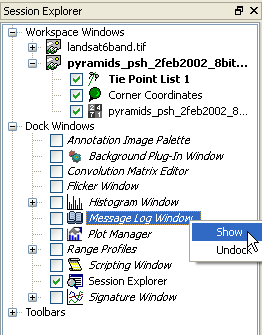 Session Explorer
Workspace Windows
landsat6band.tif
pyramids_psh_2feb2002_8bit...
Tie Point List 1
Corner Coordinates
pyramids_psh_2feb2002_8...
Dock Windows
Annotation Image Palette
Background Plug-In Window
Convolution Matrix Editor
Flicker Window
Histogram Window
Message Log Window
Plot Manager
Show
Range Profiles
Undock
Scripting Window
Session Explorer
Signature Window
Toolbars